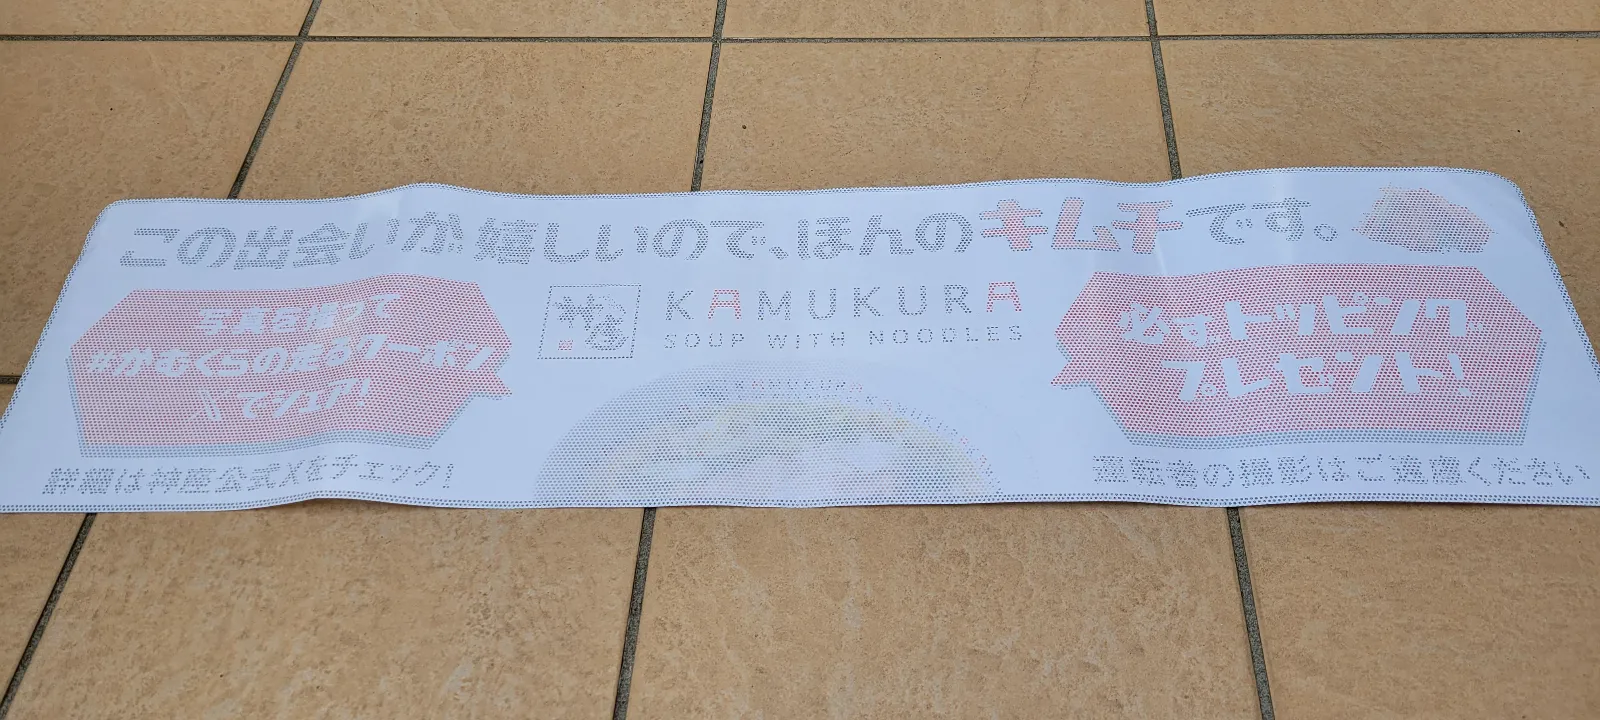 この出会いが嬉しいので、ほんのキムチです。
写真を撮って
#かむくらの走るクーポン
でシェア!
神座
KAMUKURA
SOUP WITH NOODLES
必ずトッピング
プレゼント!
KAMUKURA
詳細は神座公式Xをチェック!
運転者の撮影はご遠慮ください